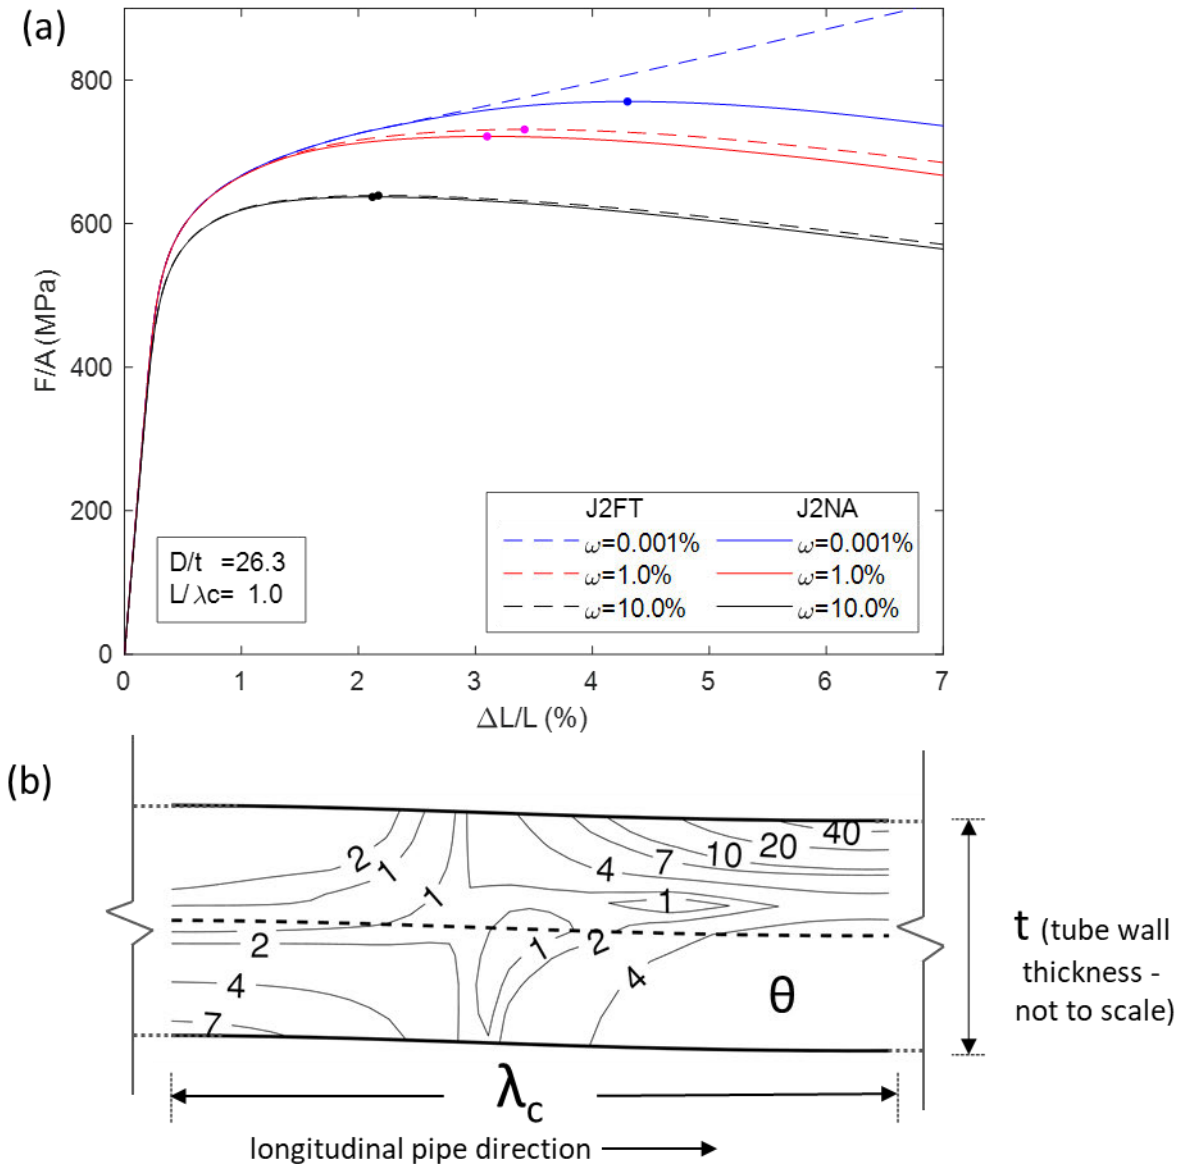 (a)
800
600
400
200
0
F/A (MPa)
0 1 2 3 4 5 6 7
ΔL/L (%)
D/t =26.3
L/ λc= 1.0
J2FT J2NA
ω=0.001% ω=0.001%
ω=1.0% ω=1.0%
ω=10.0% ω=10.0%
(b)
2 1 1 4 7 10 20 40
1
2 1 2 4
4
7
θ
t (tube wall
thickness -
not to scale)
λc
longitudinal pipe direction